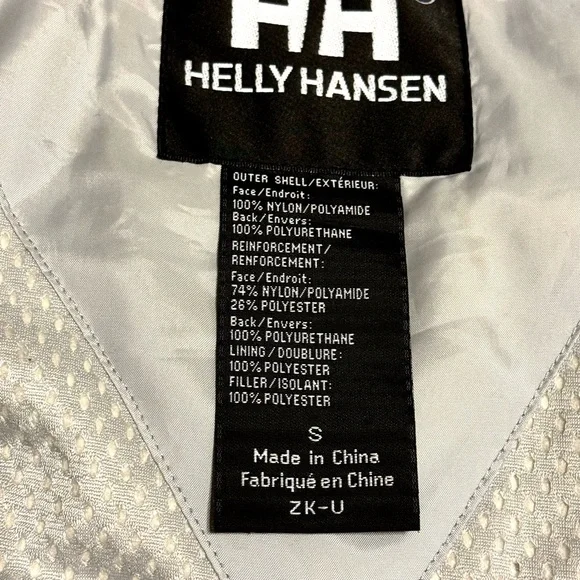 HH
HELLY HANSEN
OUTER SHELL/EXTÉRIEUR:
Face/Endroit:
100% NYLON/POLYAMIDE
Back/Envers:
100% POLYURETHANE
REINFORCEMENT/
RENFORCEMENT:
Face/Endroit:
74% NYLON/POLYAMIDE
26% POLYESTER
Back/Envers:
100% POLYURETHANE
LINING/DOUBLURE:
100% POLYESTER
FILLER/ISOLANT:
100% POLYESTER
S
Made in China
Fabriqué en Chine
ZK-U